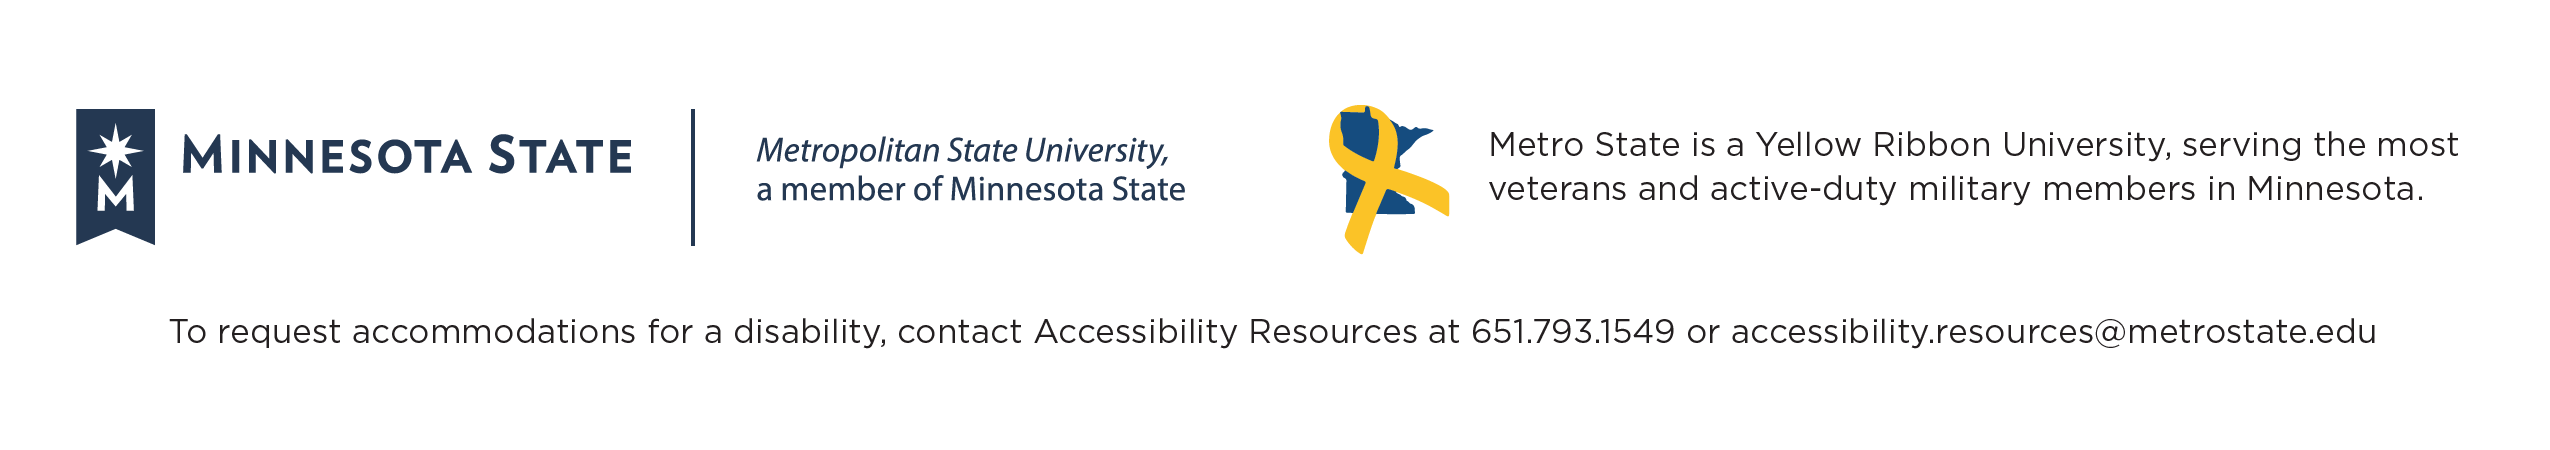 M
MINNESOTA STATE
Metropolitan State University,
a member of Minnesota State
Metro State is a Yellow Ribbon University, serving the most
veterans and active-duty military members in Minnesota.
To request accommodations for a disability, contact Accessibility Resources at 651.793.1549 or accessibility.resources@metrostate.edu